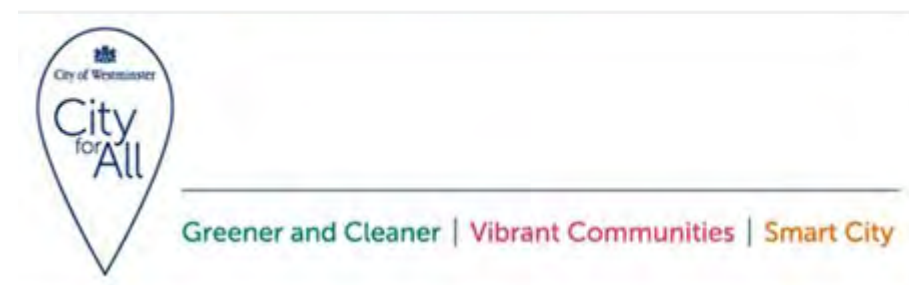 City of Westminster
City
for
All
Greener and Cleaner | Vibrant Communities | Smart City